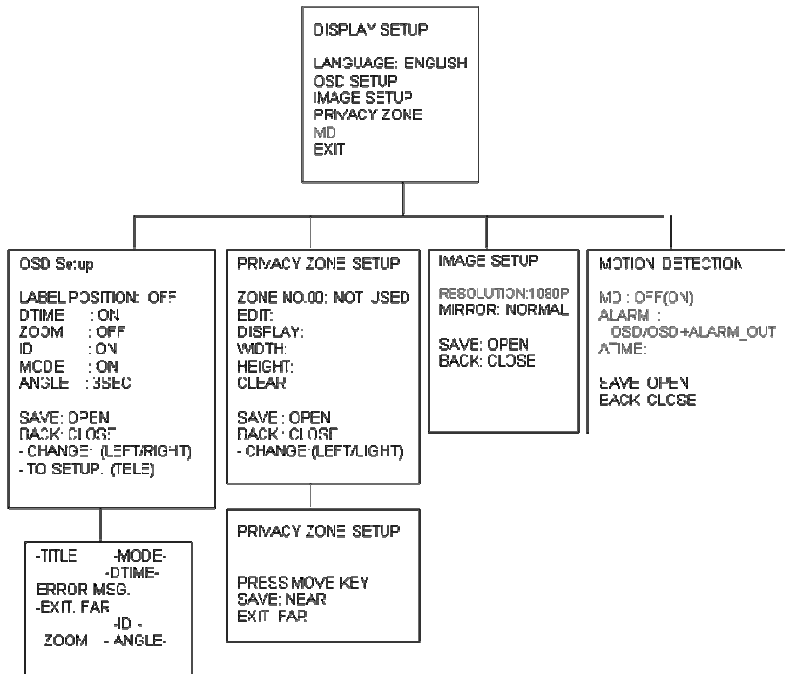 DISPLAY SETUP
LANGUAGE: ENGLISH
OSD SETUP
IMAGE SETUP
PRIVACY ZONE
MD
EXIT
OSD Setup
LABEL POSITION: OFF
DTIME : ON
ZOOM : OFF
ID : ON
MODE : ON
ANGLE : 3SEC
SAVE: OPEN
BACK: CLOSE
- CHANGE: (LEFT/RIGHT)
- TO SETUP. (TELE)
-TITLE -MODE-
-DTIME-
ERROR MSG.
-EXIT. FAR
-ID -
ZOOM - ANGLE-
PRIVACY ZONE SETUP
ZONE NO.00: NOT USED
EDIT:
DISPLAY:
WIDTH:
HEIGHT:
CLEAR
SAVE: OPEN
BACK: CLOSE
- CHANGE:(LEFT/LIGHT)
PRIVACY ZONE SETUP
PRESS MOVE KEY
SAVE: NEAR
EXIT FAR
IMAGE SETUP
RESOLUTION:1080P
MIRROR: NORMAL
SAVE: OPEN
BACK: CLOSE
MOTION DETECTION
MD : OFF(ON)
ALARM :
OSD/OSD+ALARM_OUT
ATIME:
SAVE OPEN
BACK CLOSE